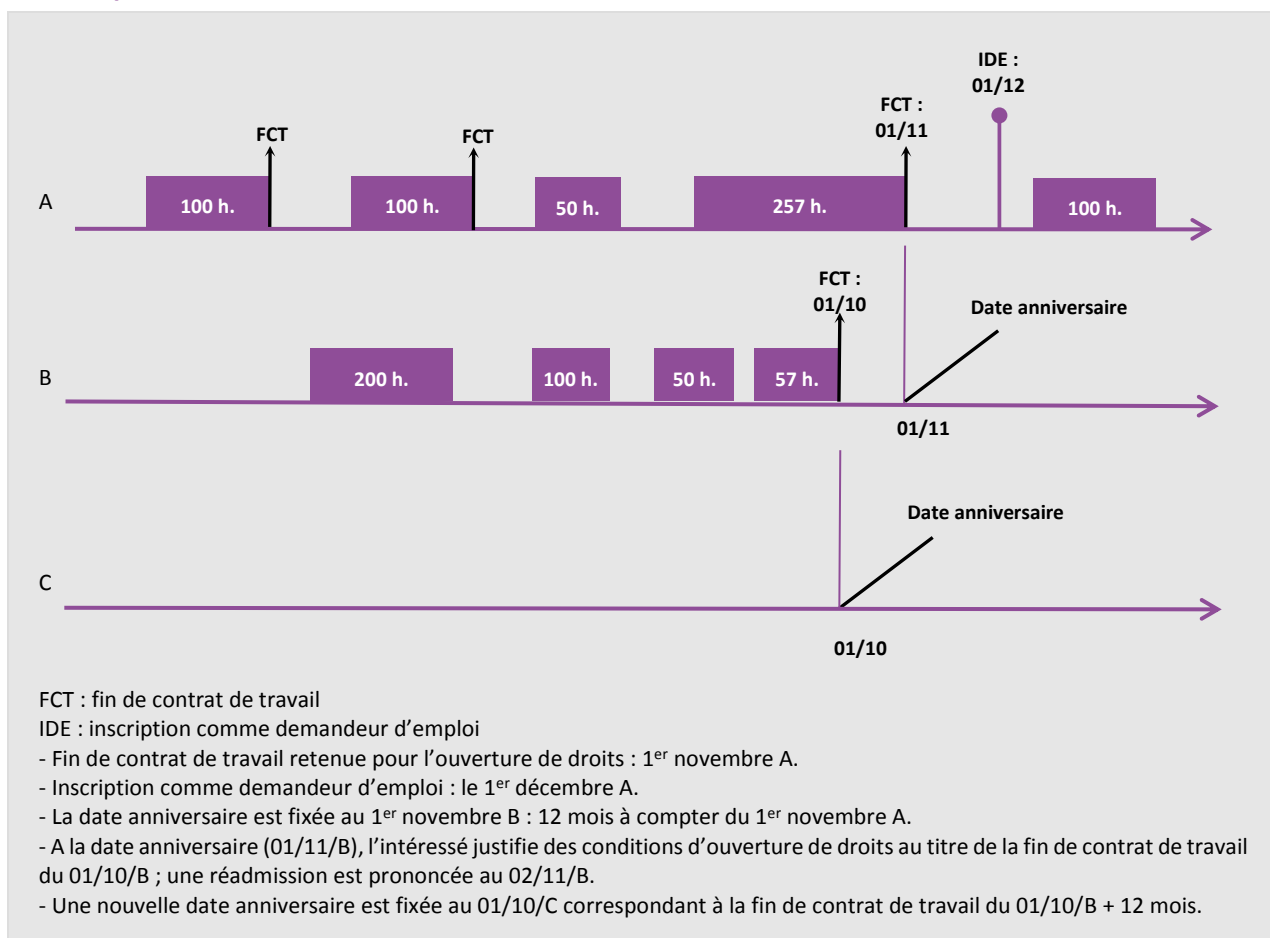 IDE :
01/12
FCT :
01/11
FCT
FCT
A
100 h.
100 h.
50 h.
257 h.
100 h.
FCT :
01/10
Date anniversaire
B
200 h.
100 h.
50 h.
57 h.
01/11
Date anniversaire
C
01/10
FCT : fin de contrat de travail
IDE : inscription comme demandeur d’emploi
- Fin de contrat de travail retenue pour l’ouverture de droits : 1er novembre A.
- Inscription comme demandeur d’emploi : le 1er décembre A.
- La date anniversaire est fixée au 1er novembre B : 12 mois à compter du 1er novembre A.
- A la date anniversaire (01/11/B), l’intéressé justifie des conditions d’ouverture de droits au titre de la fin de contrat de travail
du 01/10/B ; une réadmission est prononcée au 02/11/B.
- Une nouvelle date anniversaire est fixée au 01/10/C correspondant à la fin de contrat de travail du 01/10/B + 12 mois.